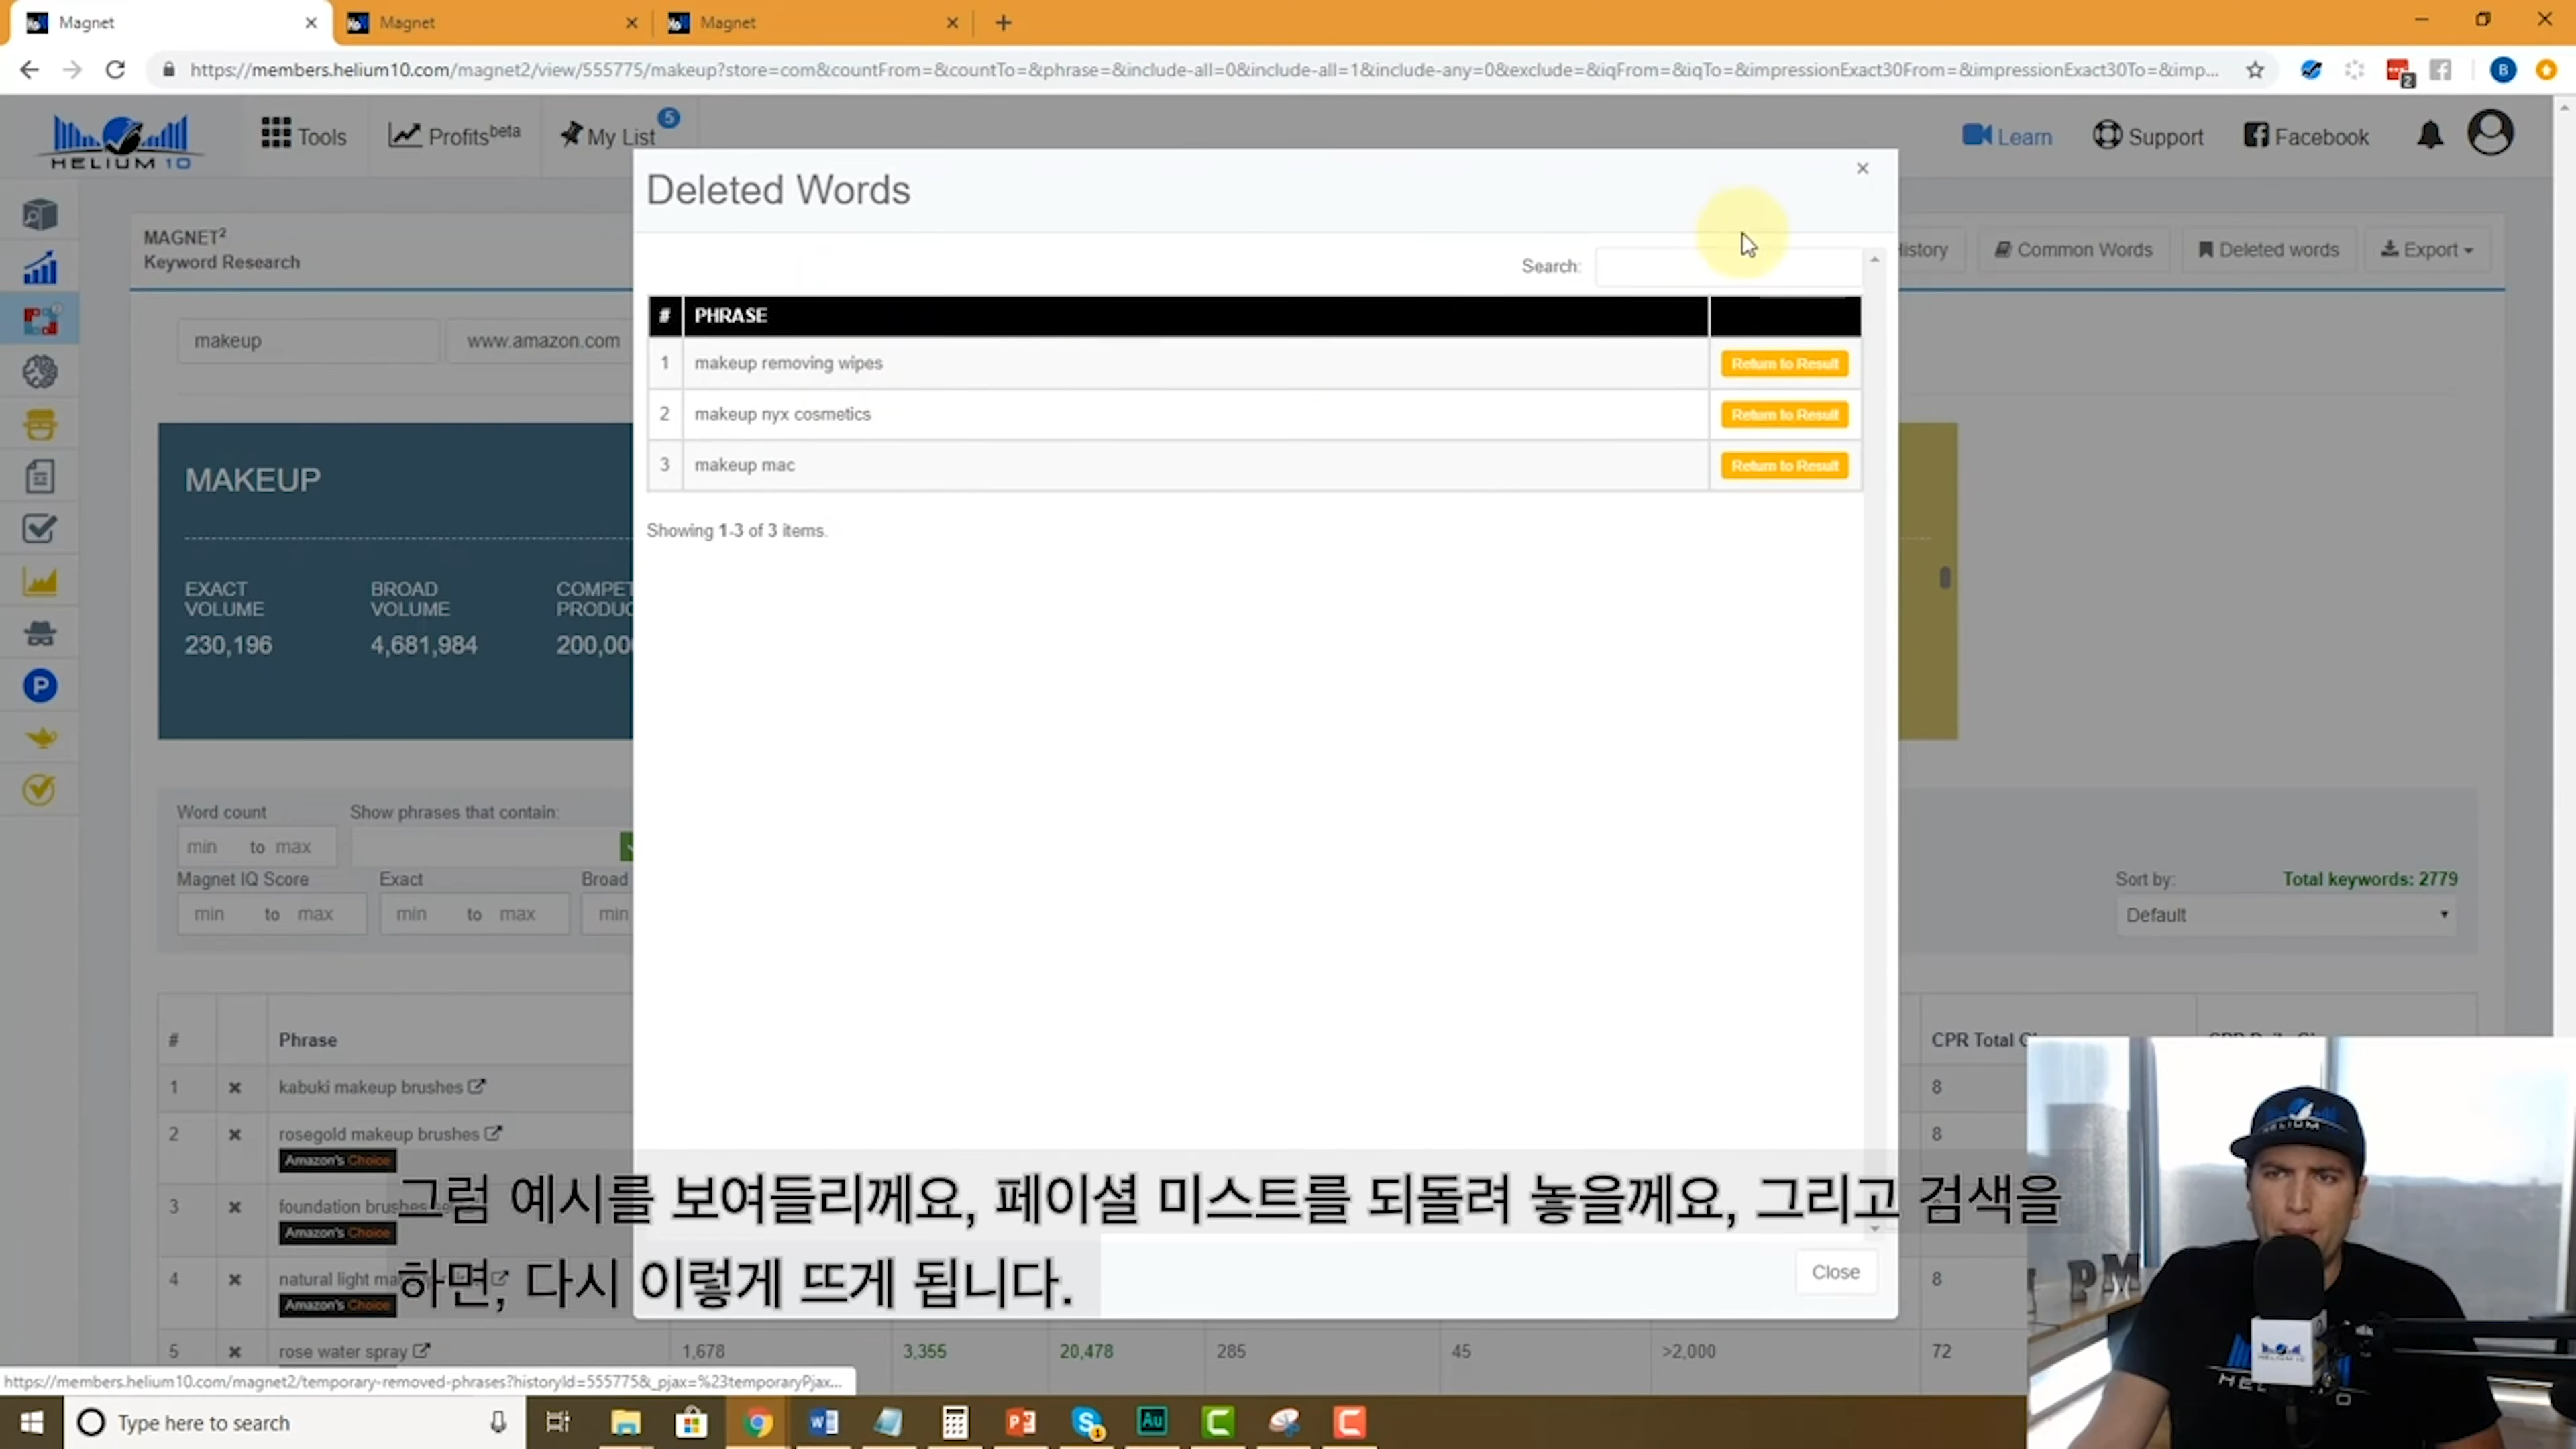 Magnet
Magnet
Magnet
https://members.helium10.com/magnet2/view/555775/makeup?store=com&countFrom=&countTo=&phrase=&include-all=0&include-all=1&include-any=0&exclude=&iqFrom=&iqTo=&impressionExact30From=&impressionExact30To=&imp...
2
B
HELIUM 10
Tools
Profits beta
My List
5
Learn
Support
Facebook
Deleted Words
×
MAGNET²
Keyword Research
History
Common Words
Deleted words
Export
Search:
# PHRASE
1 makeup removing wipes Return to Result
2 makeup nyx cosmetics Return to Result
3 makeup mac Return to Result
Showing 1-3 of 3 items.
makeup
www.amazon.com
MAKEUP
EXACT VOLUME
BROAD VOLUME
230,196
4,681,984
P
Word count
Show phrases that contain:
min to max
Magnet IQ Score
Exact
Broad
min to max
min to max
min
Sort by:
Total keywords: 2779
Default
# Phrase CPR Total
1 kabuki makeup brushes 8
2 rosegold makeup brushes 8
Amazon's Choice
3 foundation brushes
Amazon's Choice
4 natural light 8
Amazon's Choice
5 rose water spray 1,678 3,355 20,478 285 45 >2,000 72
그럼 예시를 보여들리께요, 페이셜 미스트를 되돌려 놓을께요, 그리고 검색을
하면, 다시 이렇게 뜨게 됩니다.
Close
https://members.helium10.com/magnet2/temporary-removed-phrases?historyId=555775&_pjax=%23temporaryPjax...
Type here to search
Au
HELIUM
PM